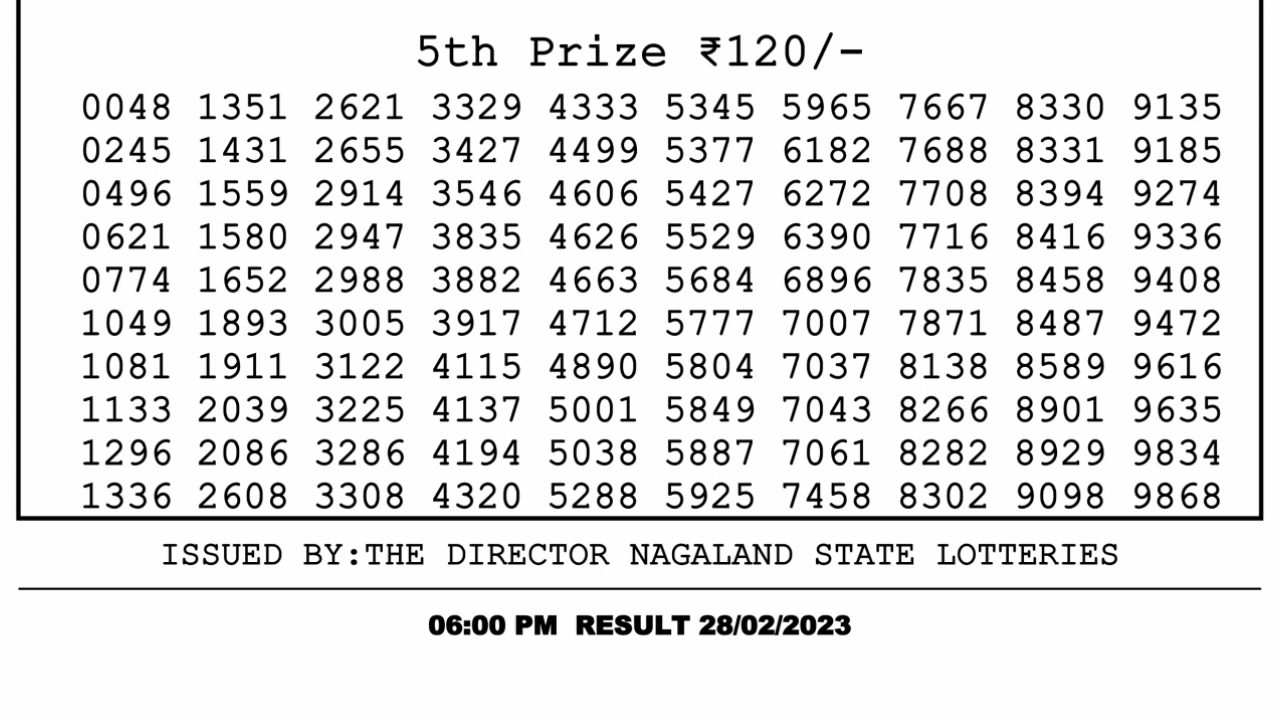 5th Prize ₹120/-
0048 1351 2621 3329 4333 5345 5965 7667 8330 9135
0245 1431 2655 3427 4499 5377 6182 7688 8331 9185
0496 1559 2914 3546 4606 5427 6272 7708 8394 9274
0621 1580 2947 3835 4626 5529 6390 7716 8416 9336
0774 1652 2988 3882 4663 5684 6896 7835 8458 9408
1049 1893 3005 3917 4712 5777 7007 7871 8487 9472
1081 1911 3122 4115 4890 5804 7037 8138 8589 9616
1133 2039 3225 4137 5001 5849 7043 8266 8901 9635
1296 2086 3286 4194 5038 5887 7061 8282 8929 9834
1336 2608 3308 4320 5288 5925 7458 8302 9098 9868
ISSUED BY:THE DIRECTOR NAGALAND STATE LOTTERIES
06:00 PM RESULT 28/02/2023